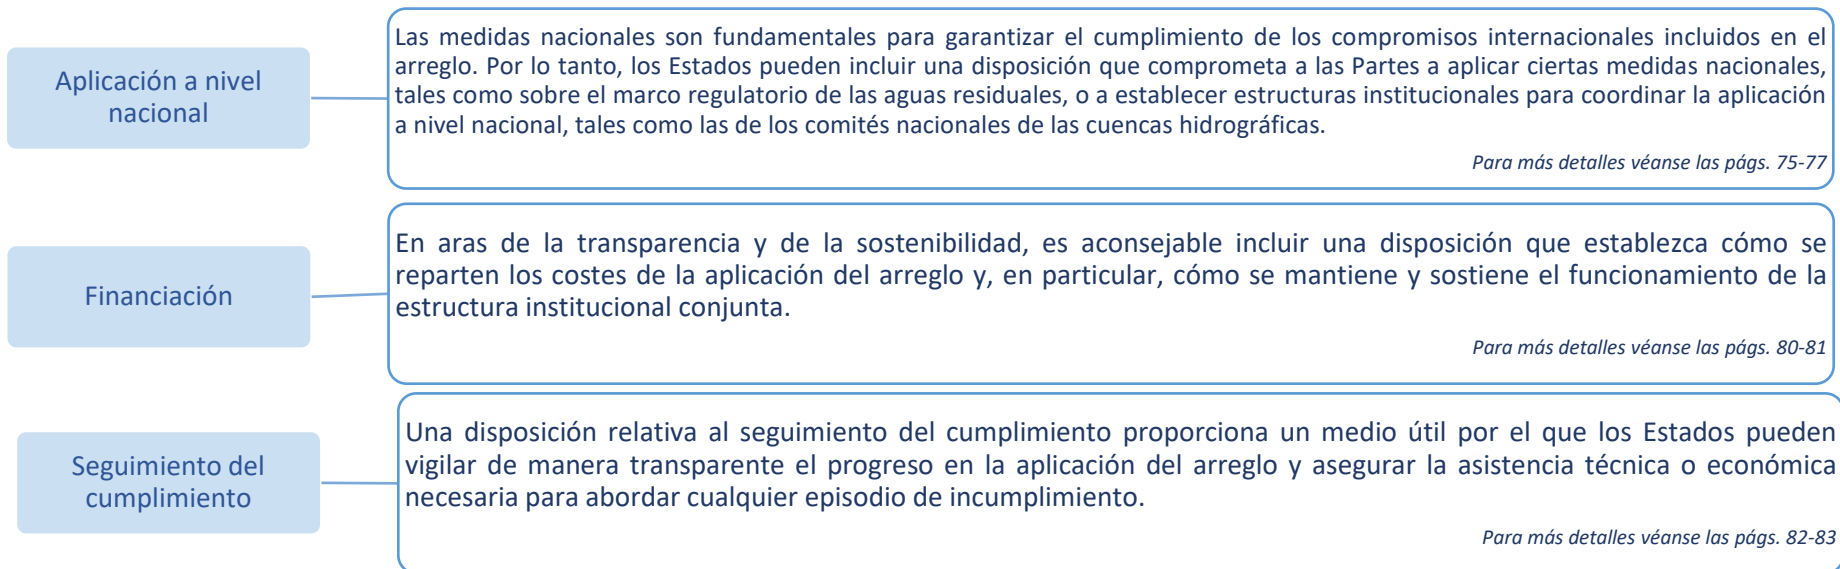 Aplicación a nivel
nacional
Las medidas nacionales son fundamentales para garantizar el cumplimiento de los compromisos internacionales incluidos en el
arreglo. Por lo tanto, los Estados pueden incluir una disposición que comprometa a las Partes a aplicar ciertas medidas nacionales,
tales como sobre el marco regulatorio de las aguas residuales, o a establecer estructuras institucionales para coordinar la aplicación
a nivel nacional, tales como las de los comités nacionales de las cuencas hidrográficas.
Para más detalles véanse las págs. 75-77
Financiación
En aras de la transparencia y de la sostenibilidad, es aconsejable incluir una disposición que establezca cómo se
reparten los costes de la aplicación del arreglo y, en particular, cómo se mantiene y sostiene el funcionamiento de la
estructura institucional conjunta.
Para más detalles véanse las págs. 80-81
Seguimiento del
cumplimiento
Una disposición relativa al seguimiento del cumplimiento proporciona un medio útil por el que los Estados pueden
vigilar de manera transparente el progreso en la aplicación del arreglo y asegurar la asistencia técnica o económica
necesaria para abordar cualquier episodio de incumplimiento.
Para más detalles véanse las págs. 82-83